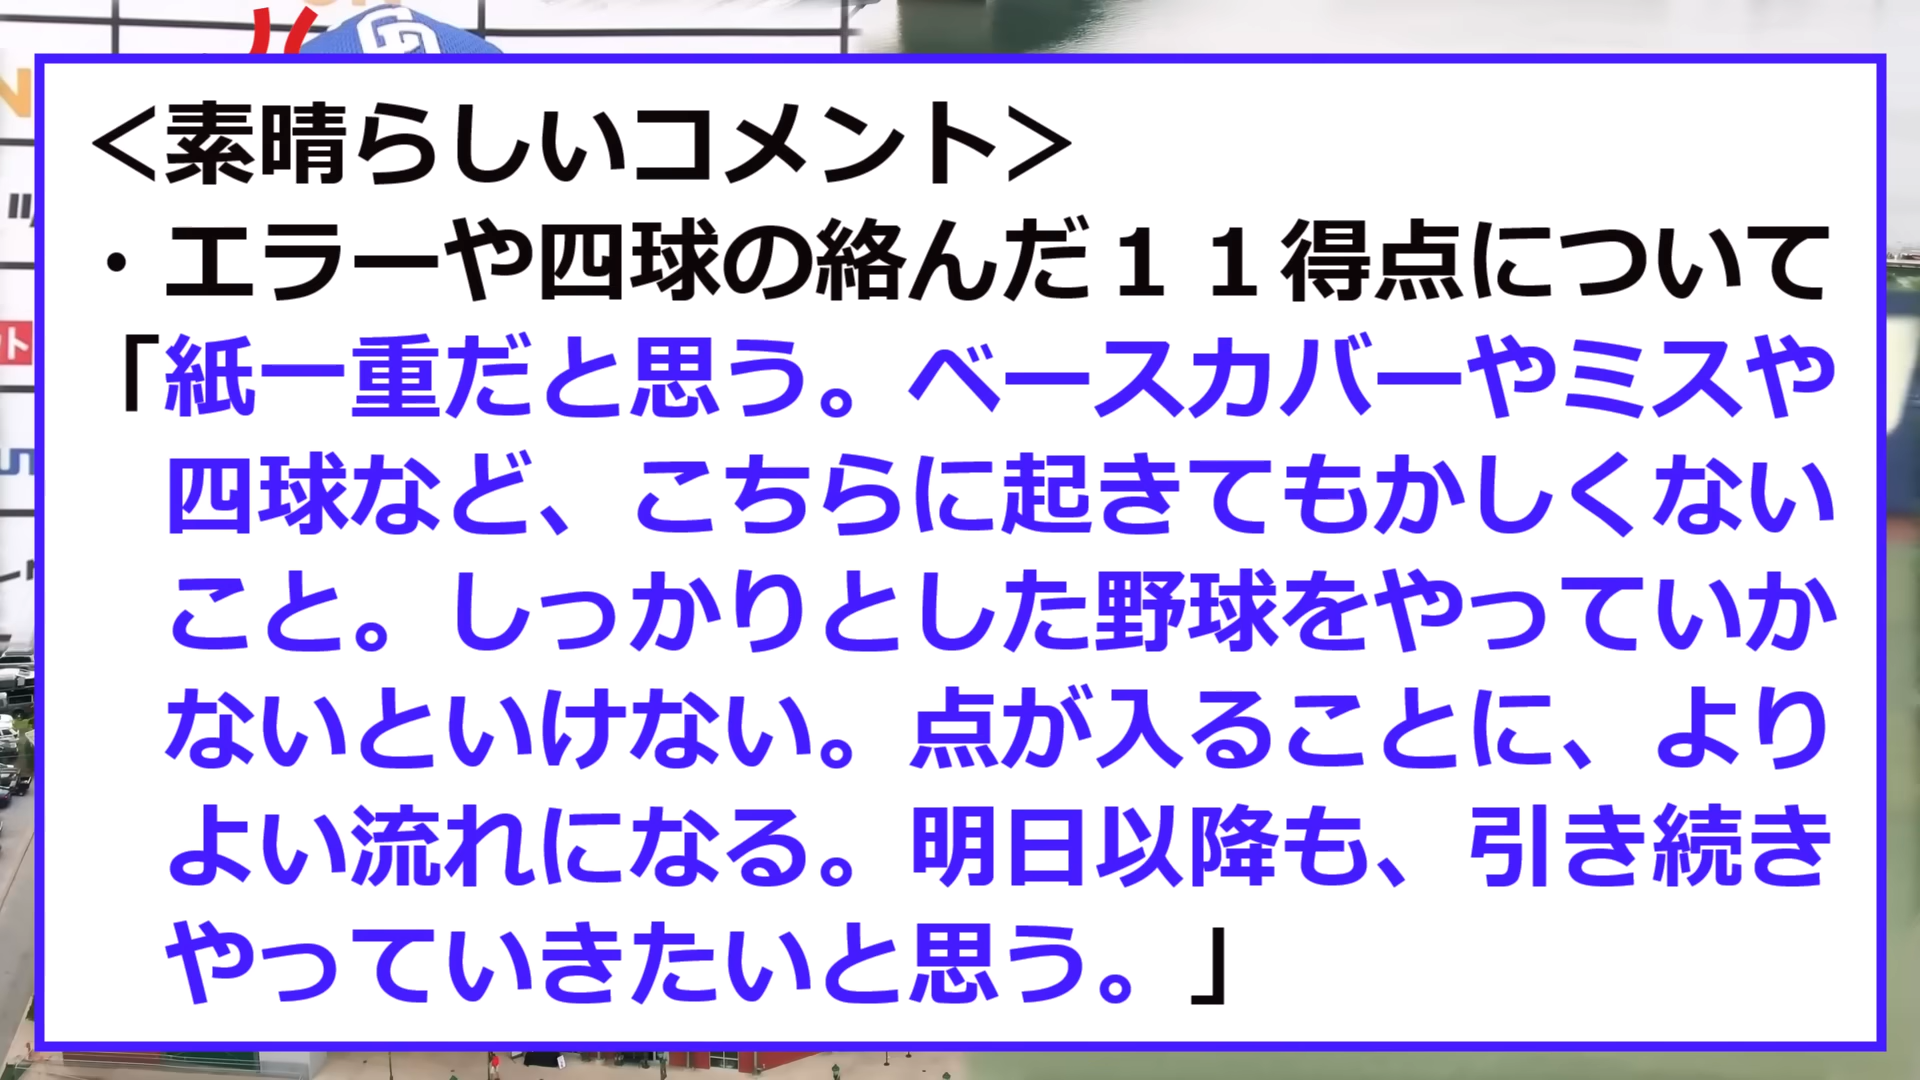 ＜素晴らしいコメント＞
・エラーや四球の絡んだ１１得点について
「紙一重だと思う。ベースカバーやミスや
四球など、こちらに起きてもかしくない
こと。しっかりとした野球をやっていか
ないといけない。点が入ることに、より
よい流れになる。明日以降も、引き続き
やっていきたいと思う。」